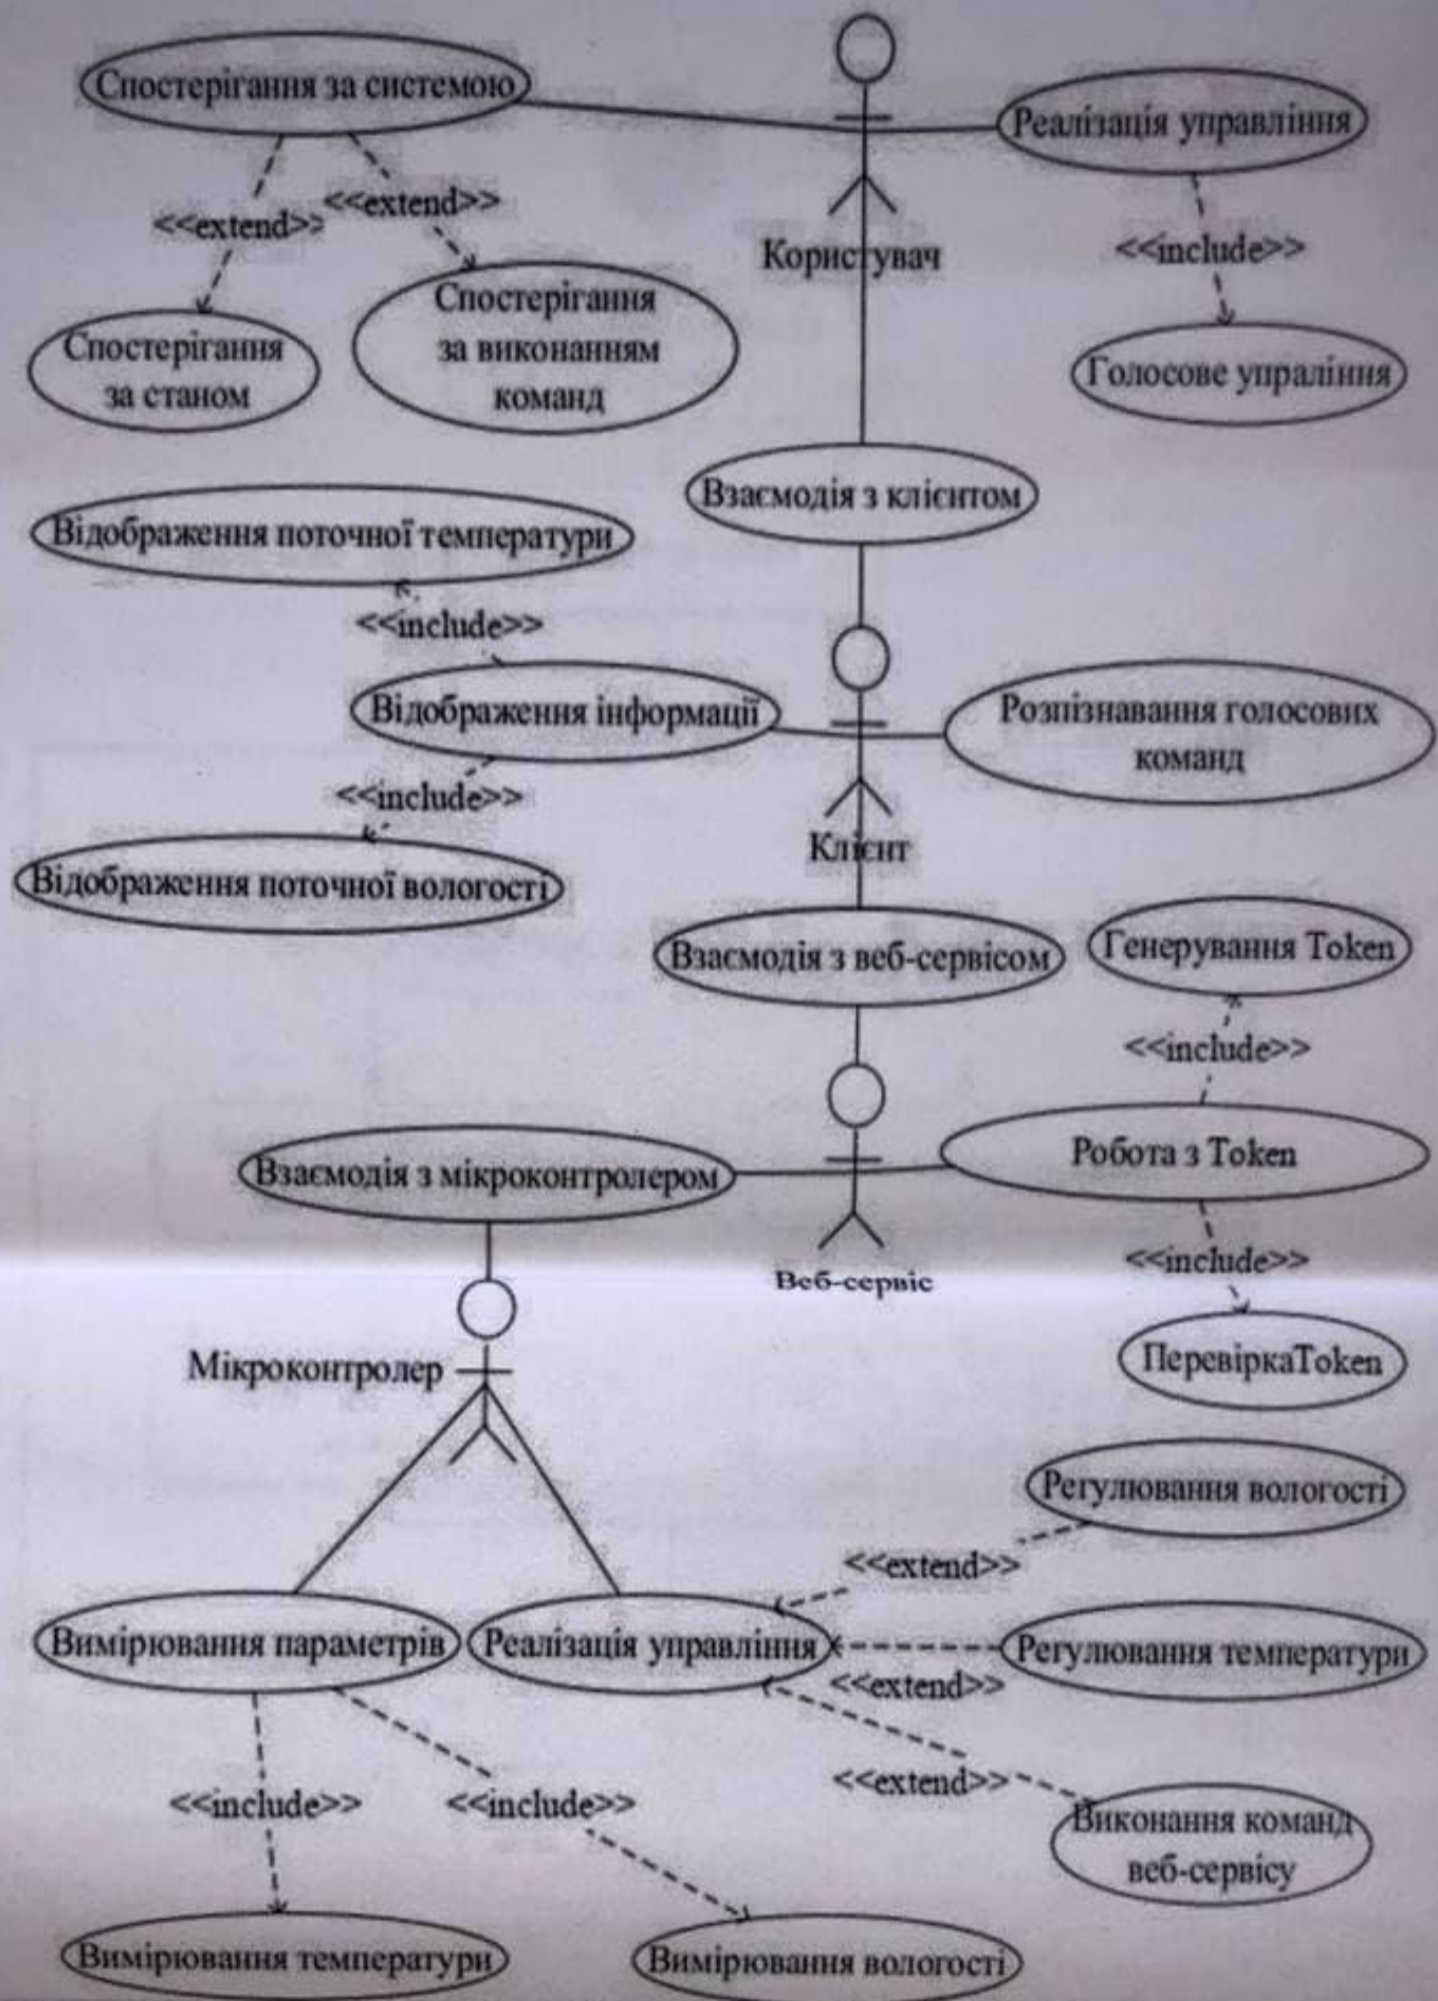 Спостерігання за системою
Реалізація управління
<<extend>>
<<extend>>
Користувач
<<include>>
Спостерігання
за станом
Спостерігання
за виконанням
команд
Голосове упраління
Взаємодія з клієнтом
Відображення поточної температури
<<include>>
Відображення інформації
Розпізнавання голосових
команд
<<include>>
Клієнт
Відображення поточної вологості
Взаємодія з веб-сервісом
Генерування Token
<<include>>
Взаємодія з мікроконтролером
Робота з Token
<<include>>
Веб-сервіс
Мікроконтролер
ПеревіркаToken
Регулювання вологості
<<extend>>
Вимірювання параметрів
Реалізація управління
Регулювання температури
<<extend>>
<<extend>>
<<include>>
<<include>>
Виконання команд
веб-сервісу
Вимірювання температури
Вимірювання вологості